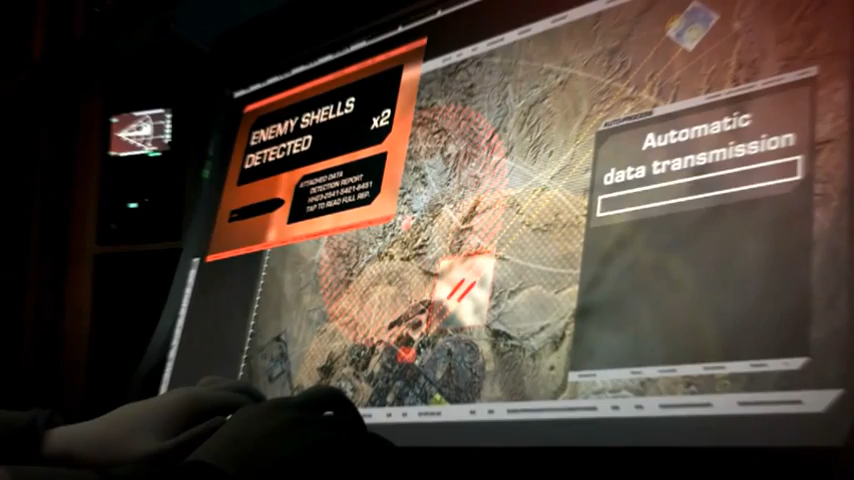 ENEMY SHELLS
DETECTED
x2
ATTACHED DATA
DETECTION REPORT
TAP TO READ FULL REP.
Automatic
data transmission